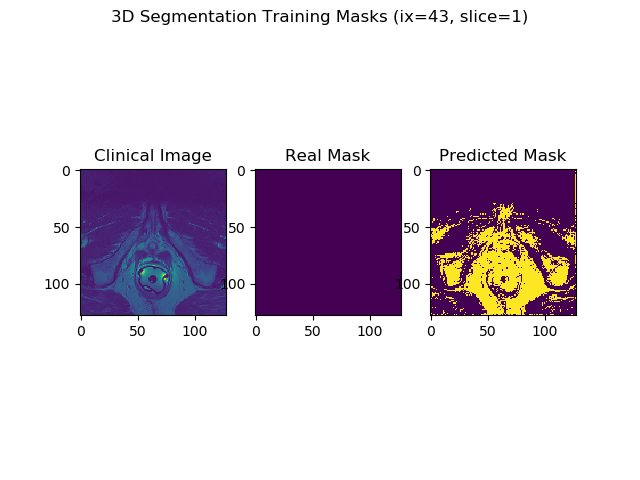 3D Segmentation Training Masks (ix=43, slice=1)
Clinical Image Real Mask Predicted Mask
0 0 0
50 50 50
100 100 100
0 50 100 0 50 100 0 50 100